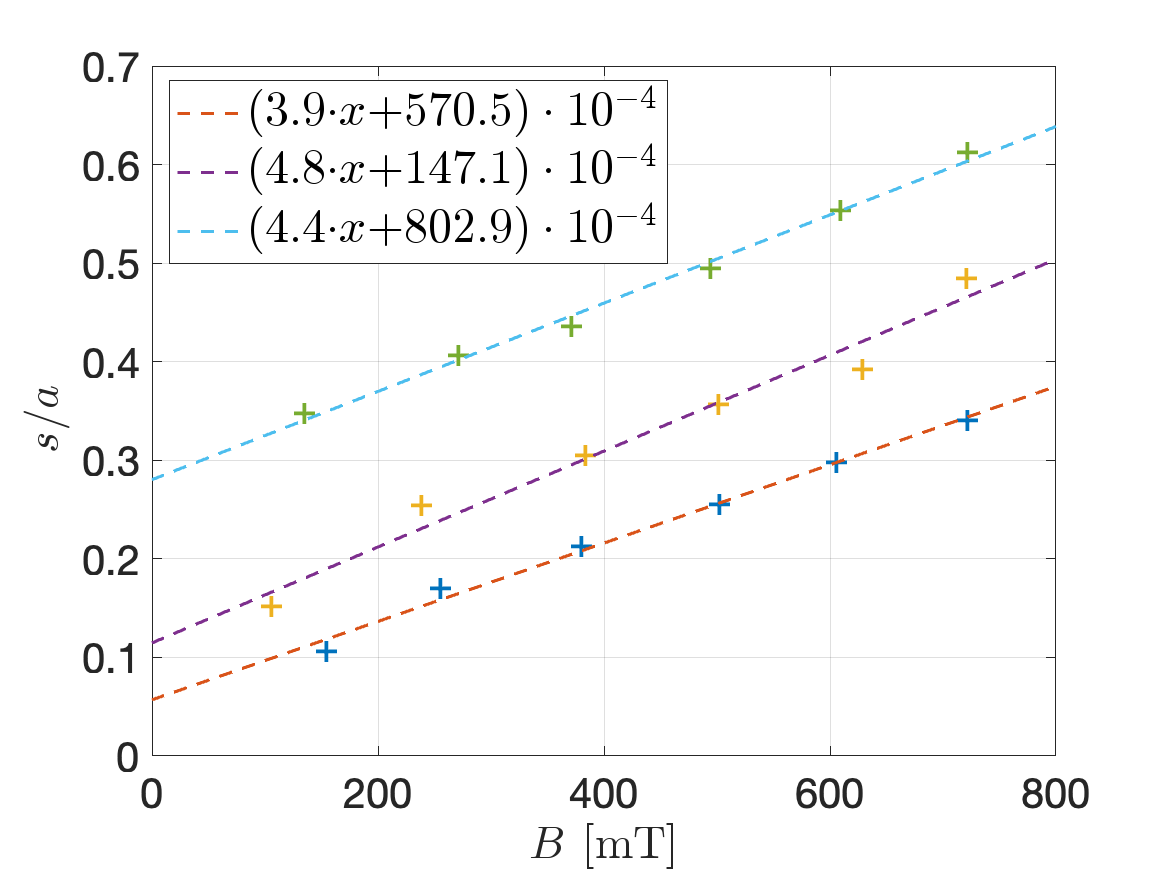 0.7
0.6
0.5
0.4
0.3
0.2
0.1
0
s/a
(3.9·x+570.5) · 10⁻⁴
(4.8·x+147.1) · 10⁻⁴
(4.4·x+802.9) · 10⁻⁴
0 200 400 600 800
B [mT]